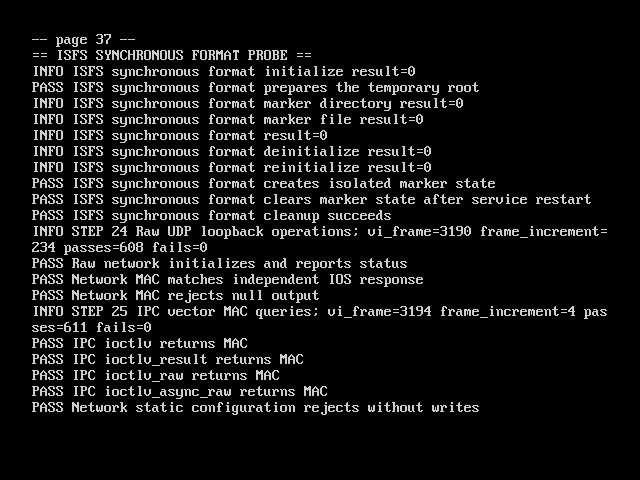 -- page 37 --
== ISFS SYNCHRONOUS FORMAT PROBE ==
INFO ISFS synchronous format initialize result=0
PASS ISFS synchronous format prepares the temporary root
INFO ISFS synchronous format marker directory result=0
INFO ISFS synchronous format marker file result=0
INFO ISFS synchronous format result=0
INFO ISFS synchronous format deinitialize result=0
INFO ISFS synchronous format reinitialize result=0
PASS ISFS synchronous format creates isolated marker state
PASS ISFS synchronous format clears marker state after service restart
PASS ISFS synchronous format cleanup succeeds
INFO STEP 24 Raw UDP loopback operations; vi_frame=3190 frame_increment=
234 passes=608 fails=0
PASS Raw network initializes and reports status
PASS Network MAC matches independent IOS response
PASS Network MAC rejects null output
INFO STEP 25 IPC vector MAC queries; vi_frame=3194 frame_increment=4 pas
ses=611 fails=0
PASS IPC ioctlv returns MAC
PASS IPC ioctlv_result returns MAC
PASS IPC ioctlv_raw returns MAC
PASS IPC ioctlv_async_raw returns MAC
PASS Network static configuration rejects without writes